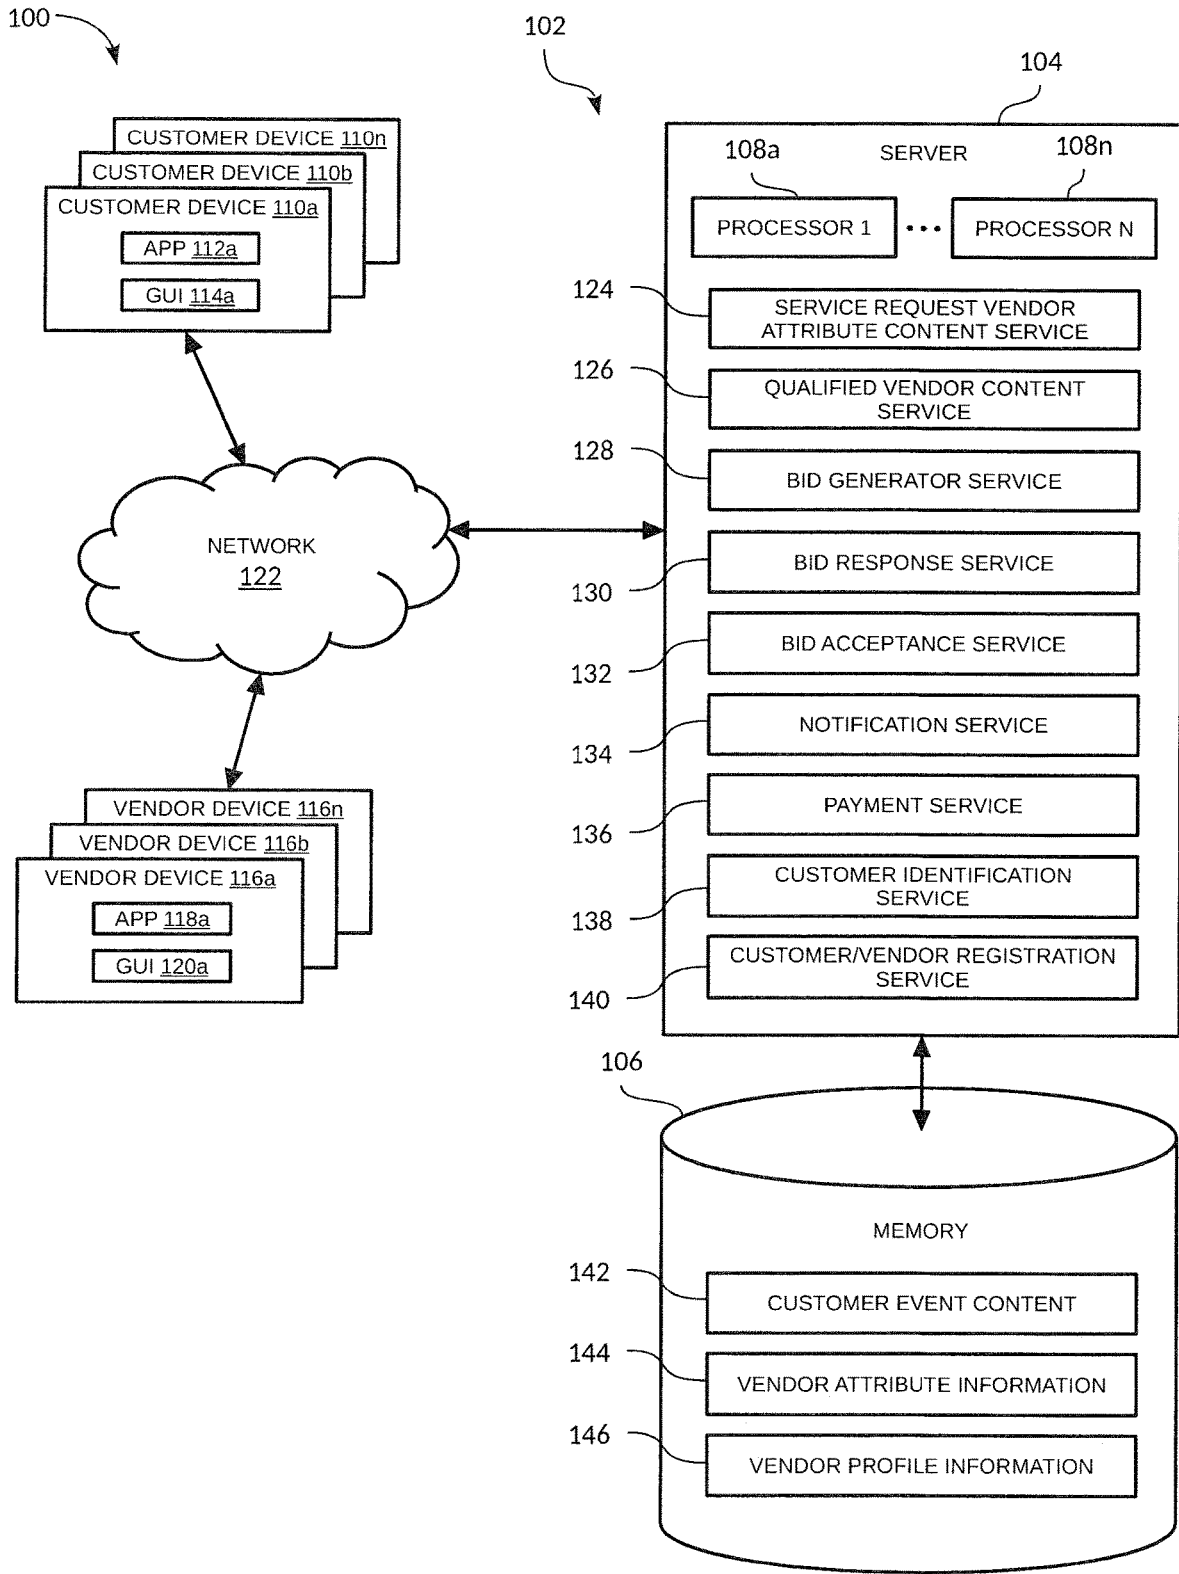 100
102
104
CUSTOMER DEVICE 110n
CUSTOMER DEVICE 110b
CUSTOMER DEVICE 110a
APP 112a
GUI 114a
NETWORK
122
VENDOR DEVICE 116n
VENDOR DEVICE 116b
VENDOR DEVICE 116a
APP 118a
GUI 120a
108a
SERVER
108n
PROCESSOR 1
•••
PROCESSOR N
124
SERVICE REQUEST VENDOR
ATTRIBUTE CONTENT SERVICE
126
QUALIFIED VENDOR CONTENT
SERVICE
128
BID GENERATOR SERVICE
130
BID RESPONSE SERVICE
132
BID ACCEPTANCE SERVICE
134
NOTIFICATION SERVICE
136
PAYMENT SERVICE
138
CUSTOMER IDENTIFICATION
SERVICE
140
CUSTOMER/VENDOR REGISTRATION
SERVICE
106
MEMORY
142
CUSTOMER EVENT CONTENT
144
VENDOR ATTRIBUTE INFORMATION
146
VENDOR PROFILE INFORMATION